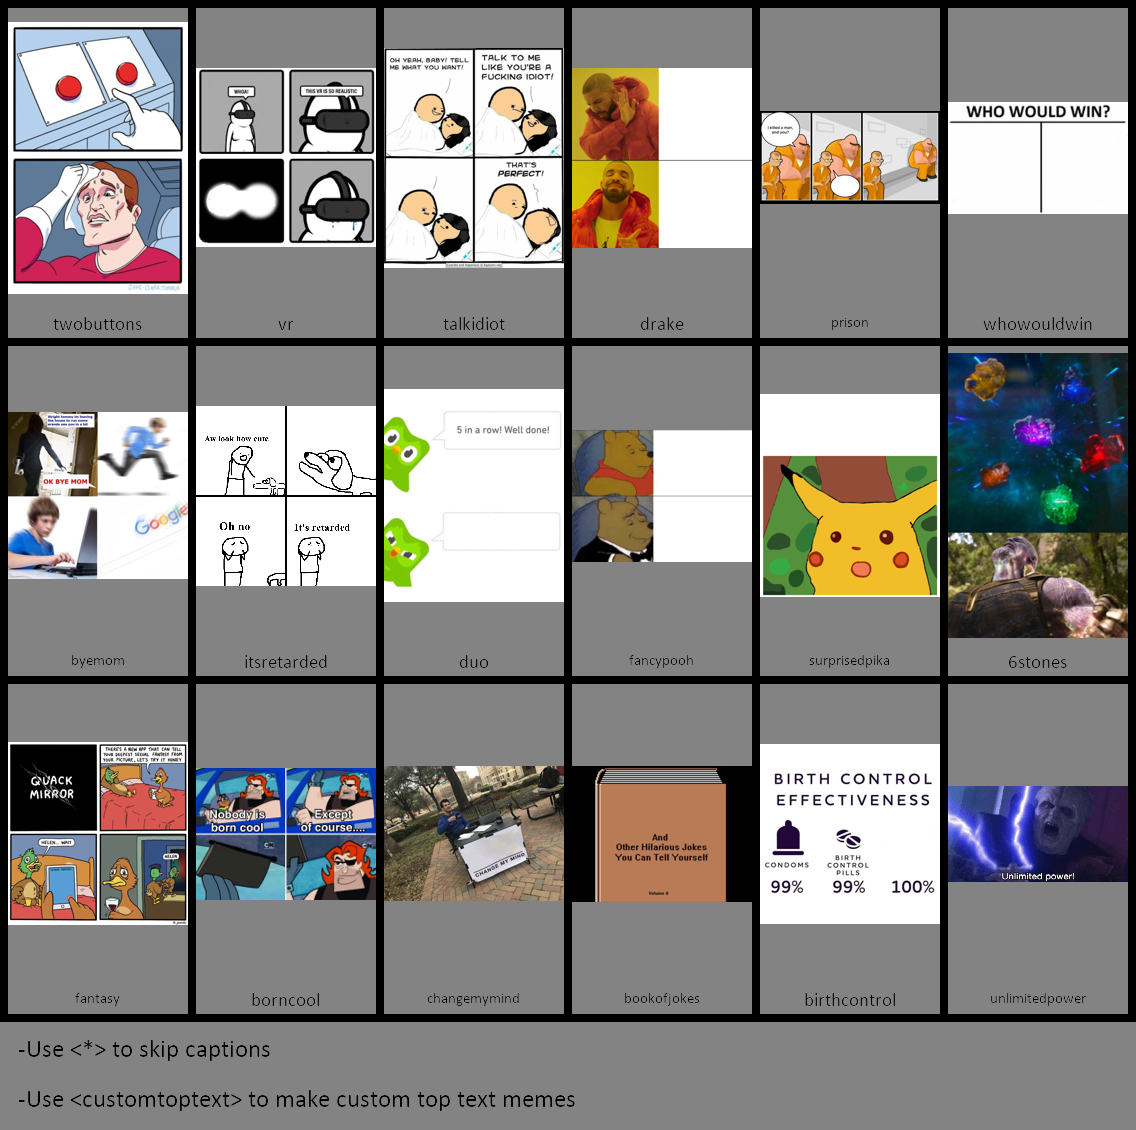 WHOA!
THIS VR IS SO REALISTIC
OH YEAH, BABY! TELL
ME WHAT YOU WANT!
TALK TO ME
LIKE YOU'RE A
FUCKING IDIOT!
THAT'S
PERFECT!
I killed a man,
and you?
WHO WOULD WIN?
twobuttons
vr
talkidiot
drake
prison
whowouldwin
OK BYE MOM
Google
Aw look how cute
Oh no
It's retarded
5 in a row! Well done!
byemom
itsretarded
duo
fancypooh
surprisedpika
6stones
QUACK
MIRROR
THERE'S A NEW APP THAT CAN TELL
YOUR DEEPEST SEXUAL FANTASY FROM
YOUR PICTURE, LET'S TRY IT HONEY
HELEN... WAIT
HELEN
Nobody is
born cool
Except
of course....
CHANGE MY MIND
And
Other Hilarious Jokes
You Can Tell Yourself
Volume II
BIRTH CONTROL
EFFECTIVENESS
CONDOMS
BIRTH
CONTROL
PILLS
99%
99%
100%
Unlimited power!
fantasy
borncool
changemymind
bookofjokes
birthcontrol
unlimitedpower
-Use <*> to skip captions
-Use <customtoptext> to make custom top text memes